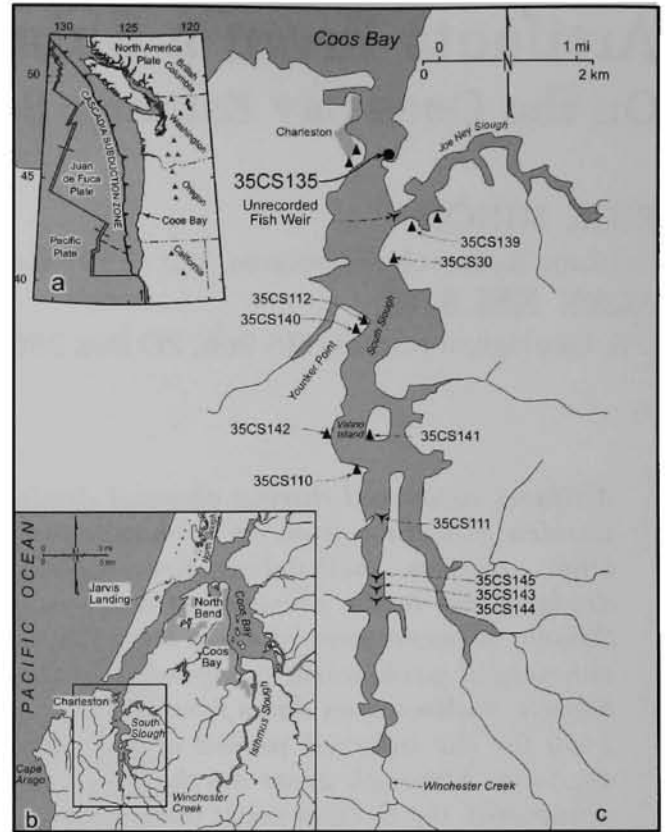 130
125
120
North America
Plate
British
Columbia
50
Washington
CASCADIA SUBDUCTION ZONE
45
Juan
de Fuca
Plate
Oregon
Coos Bay
Pacific
Plate
California
40
a
Coos Bay
0
1 mi
N
0
2 km
Charleston
Joe Ney Slough
35CS135
Unrecorded
Fish Weir
35CS139
35CS30
35CS112
35CS140
South Slough
Younker Point
35CS142
Valino
Island
35CS141
35CS110
35CS111
35CS145
35CS143
35CS144
Winchester Creek
c
PACIFIC OCEAN
N
North Slough
Jarvis
Landing
North
Bend
Coos Bay
Coos
Bay
Charleston
South
Slough
Isthmus Slough
Cape
Arago
Winchester
Creek
b